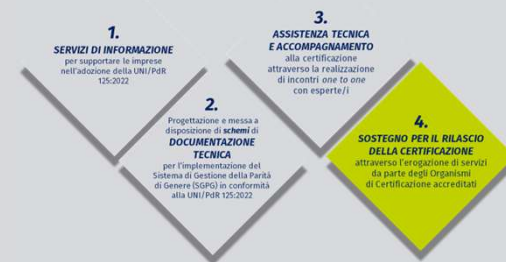 1.
SERVIZI DI INFORMAZIONE
per supportare le imprese
nell'adozione della UNI/PdR
125:2022
2.
Progettazione e messa a
disposizione di schemi di
DOCUMENTAZIONE
TECNICA
per l'implementazione del
Sistema di Gestione della Parità
di Genere (SGPG) in conformità
alla UNI/PdR 125:2022
3.
ASSISTENZA TECNICA
E ACCOMPAGNAMENTO
alla certificazione
attraverso la realizzazione
di incontri one to one
con esperte/i
4.
SOSTEGNO PER IL RILASCIO
DELLA CERTIFICAZIONE
attraverso l'erogazione di servizi
da parte degli Organismi
di Certificazione accreditati